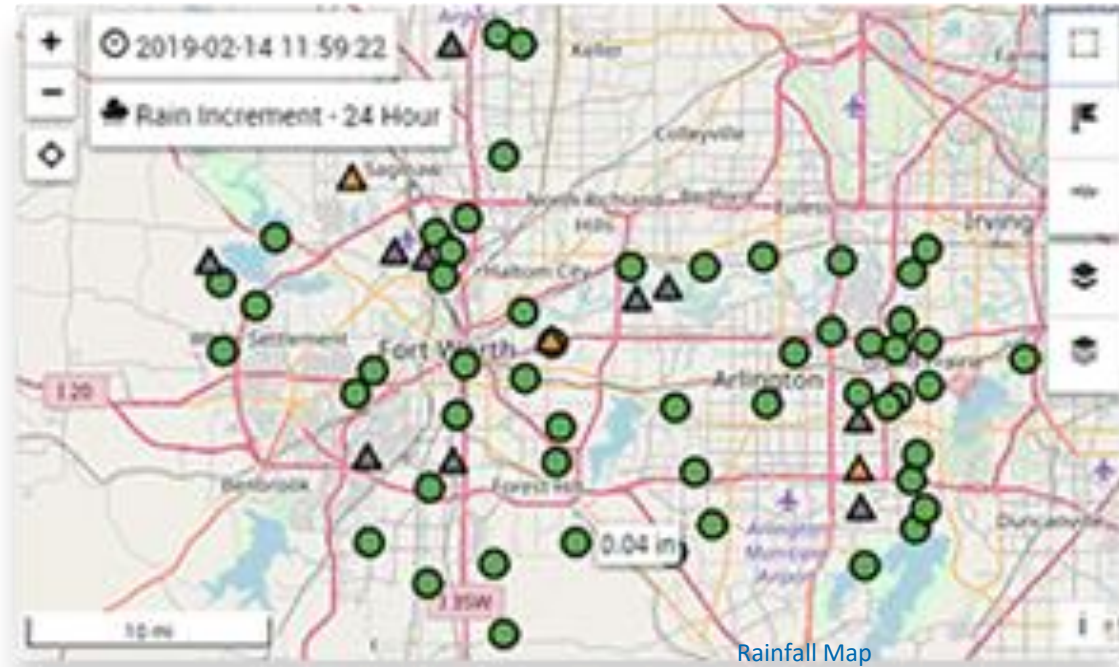 2019-02-14 11:59:22
Rain Increment - 24 Hour
Keller
Colleyville
Saginaw
North Richland
Hills
Bedford
Euless
Irving
Haltom City
Settlement
Fort Worth
Arlington
I 20
Benbrook
Forest Hill
Duncanville
Arlington
Municipal
Airport
0.04 in
I 35W
10 mi
Rainfall Map